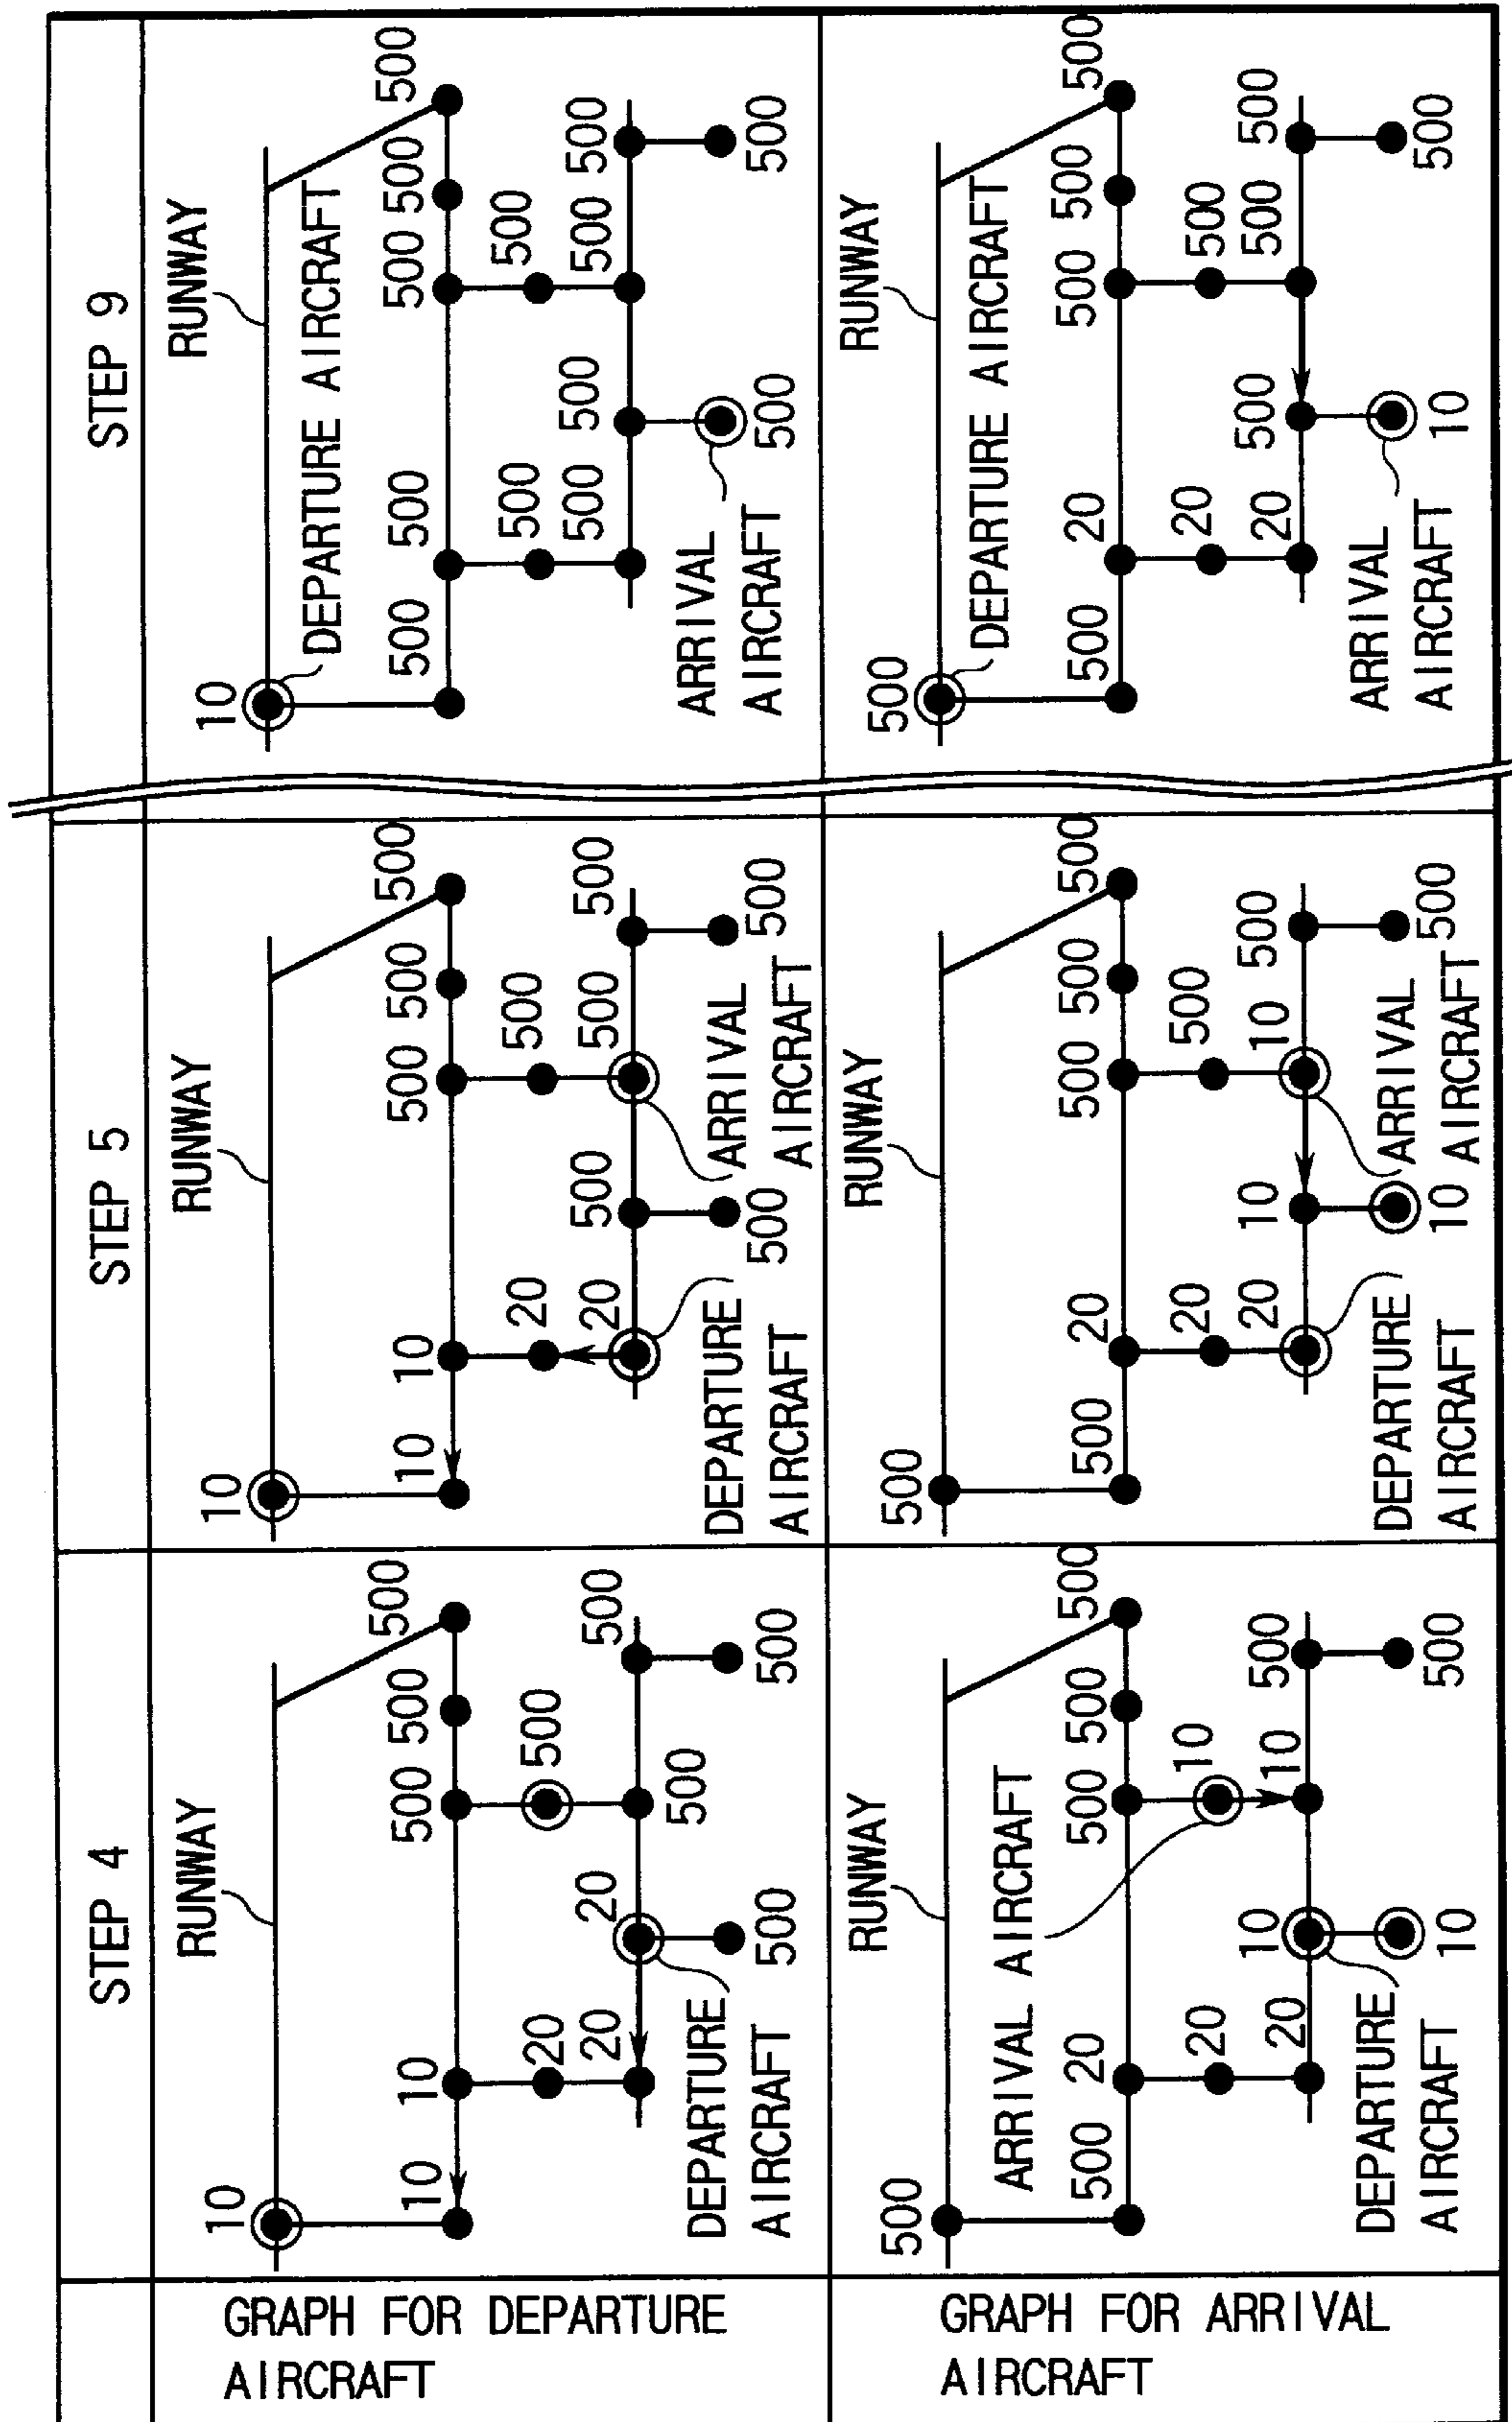 STEP 4
STEP 5
STEP 9
GRAPH FOR DEPARTURE
AIRCRAFT
10
RUNWAY
10 10 500 500 500
20 500
20 20 500
500
DEPARTURE
AIRCRAFT
500 500
10
RUNWAY
10 10 500 500 500
20 500
20 500 500 500
DEPARTURE
AIRCRAFT
500
ARRIVAL
AIRCRAFT
500
10
RUNWAY
DEPARTURE AIRCRAFT
500 500 500 500 500
500 500
500 500 500 500
ARRIVAL
AIRCRAFT
500 500
GRAPH FOR ARRIVAL
AIRCRAFT
500
RUNWAY
ARRIVAL AIRCRAFT
500 20 500 500 500
20 10
20 10 10 500
DEPARTURE
AIRCRAFT
10 500
500
RUNWAY
500 20 500 500 500
20 500
20 10 10 500
DEPARTURE
AIRCRAFT
10
ARRIVAL
AIRCRAFT
500
500
RUNWAY
DEPARTURE AIRCRAFT
500 20 500 500 500
20 500
20 500 500 500
ARRIVAL
AIRCRAFT
10 500